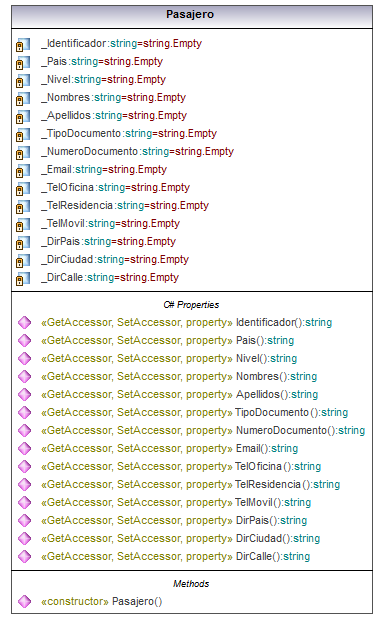 Pasajero
_Identificador:string=string.Empty
_Pais:string=string.Empty
_Nivel:string=string.Empty
_Nombres:string=string.Empty
_Apellidos:string=string.Empty
_TipoDocumento:string=string.Empty
_NumeroDocumento:string=string.Empty
_Email:string=string.Empty
_TelOficina:string=string.Empty
_TelResidencia:string=string.Empty
_TelMovil:string=string.Empty
_DirPais:string=string.Empty
_DirCiudad:string=string.Empty
_DirCalle:string=string.Empty
C# Properties
«GetAccessor, SetAccessor, property» Identificador():string
«GetAccessor, SetAccessor, property» Pais():string
«GetAccessor, SetAccessor, property» Nivel():string
«GetAccessor, SetAccessor, property» Nombres():string
«GetAccessor, SetAccessor, property» Apellidos():string
«GetAccessor, SetAccessor, property» TipoDocumento():string
«GetAccessor, SetAccessor, property» NumeroDocumento():string
«GetAccessor, SetAccessor, property» Email():string
«GetAccessor, SetAccessor, property» TelOficina():string
«GetAccessor, SetAccessor, property» TelResidencia():string
«GetAccessor, SetAccessor, property» TelMovil():string
«GetAccessor, SetAccessor, property» DirPais():string
«GetAccessor, SetAccessor, property» DirCiudad():string
«GetAccessor, SetAccessor, property» DirCalle():string
Methods
«constructor» Pasajero()